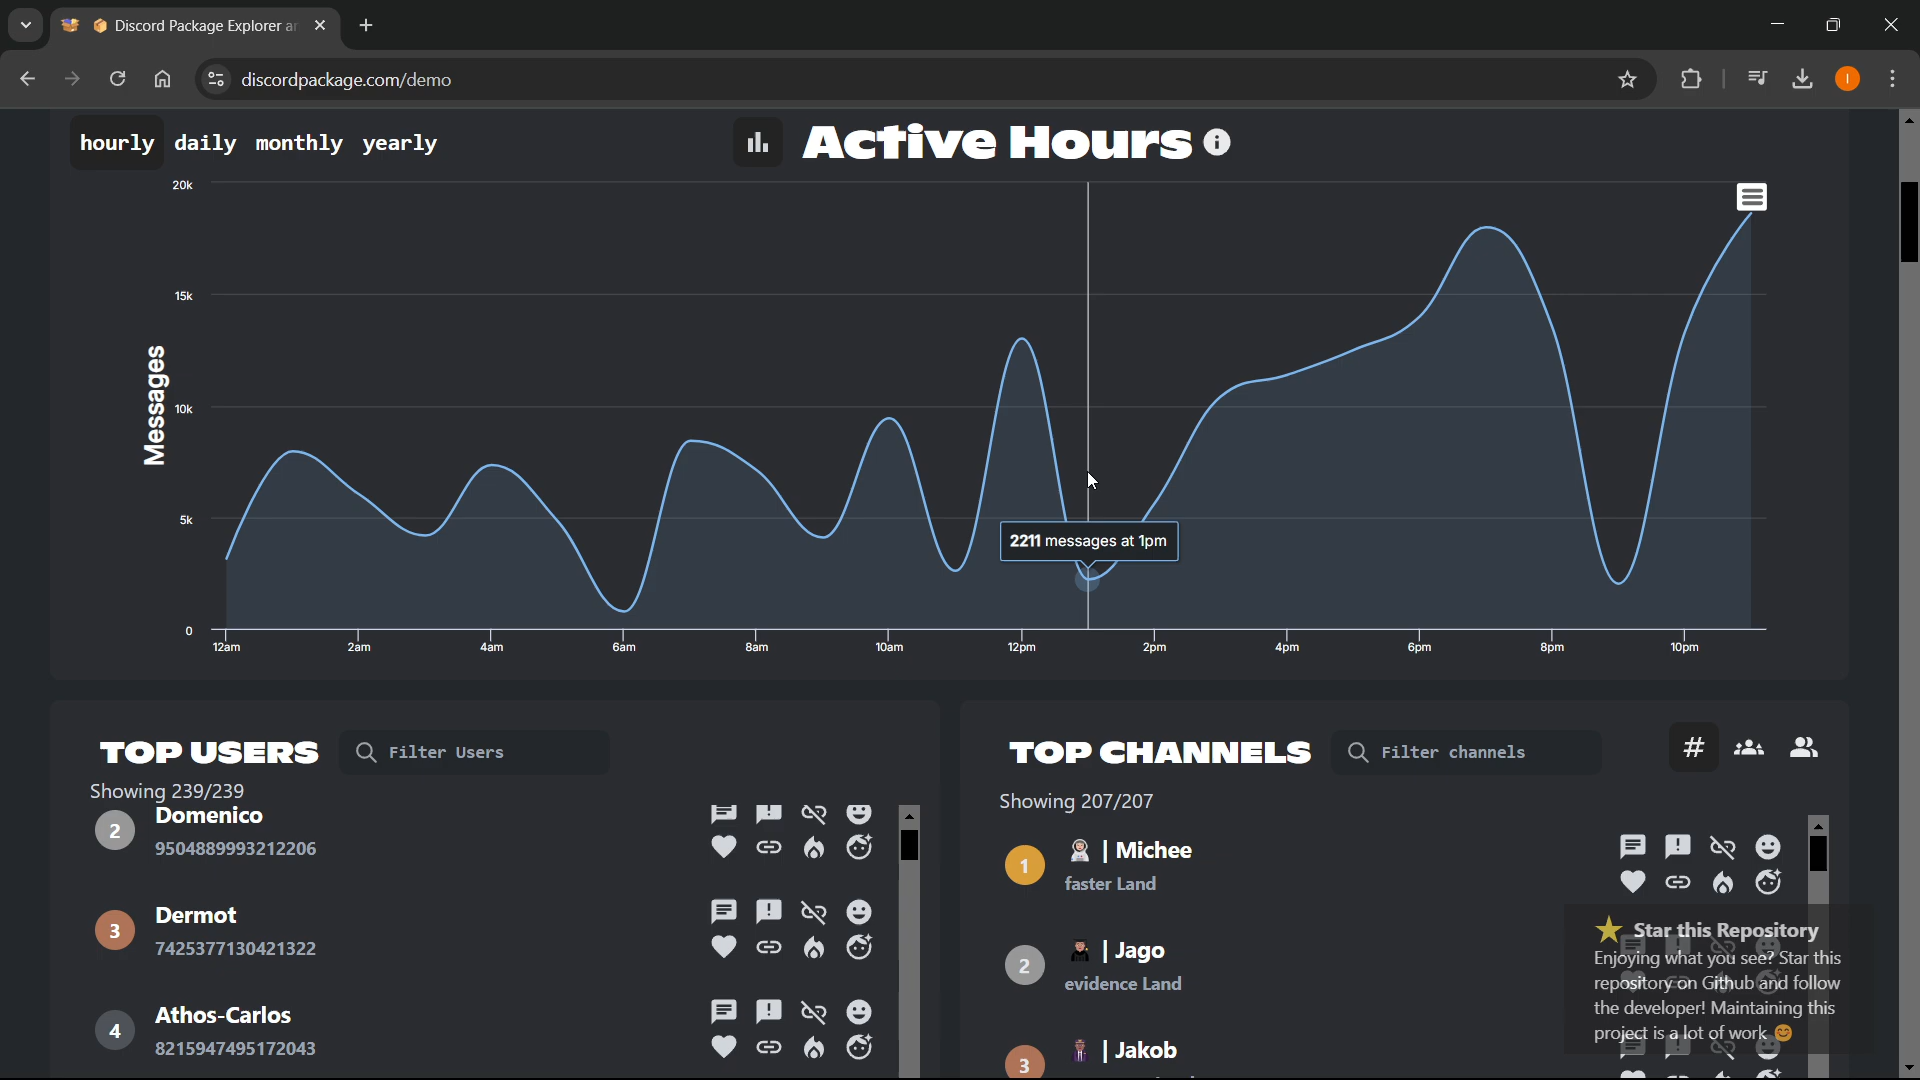 Discord Package Explorer ar
discordpackage.com/demo
I
hourly daily monthly yearly
Active Hours
Messages
20k
15k
10k
5k
0
2211 messages at 1pm
12am 2am 4am 6am 8am 10am 12pm 2pm 4pm 6pm 8pm 10pm
TOP USERS
Filter Users
Showing 239/239
2
Domenico
9504889993212206
3
Dermot
7425377130421322
4
Athos-Carlos
8215947495172043
TOP CHANNELS
Filter channels
#
Showing 207/207
1
| Michee
faster Land
2
| Jago
evidence Land
3
| Jakob
Star this Repository
Enjoying what you see? Star this
repository on Github and follow
the developer! Maintaining this
project is a lot of work 😊